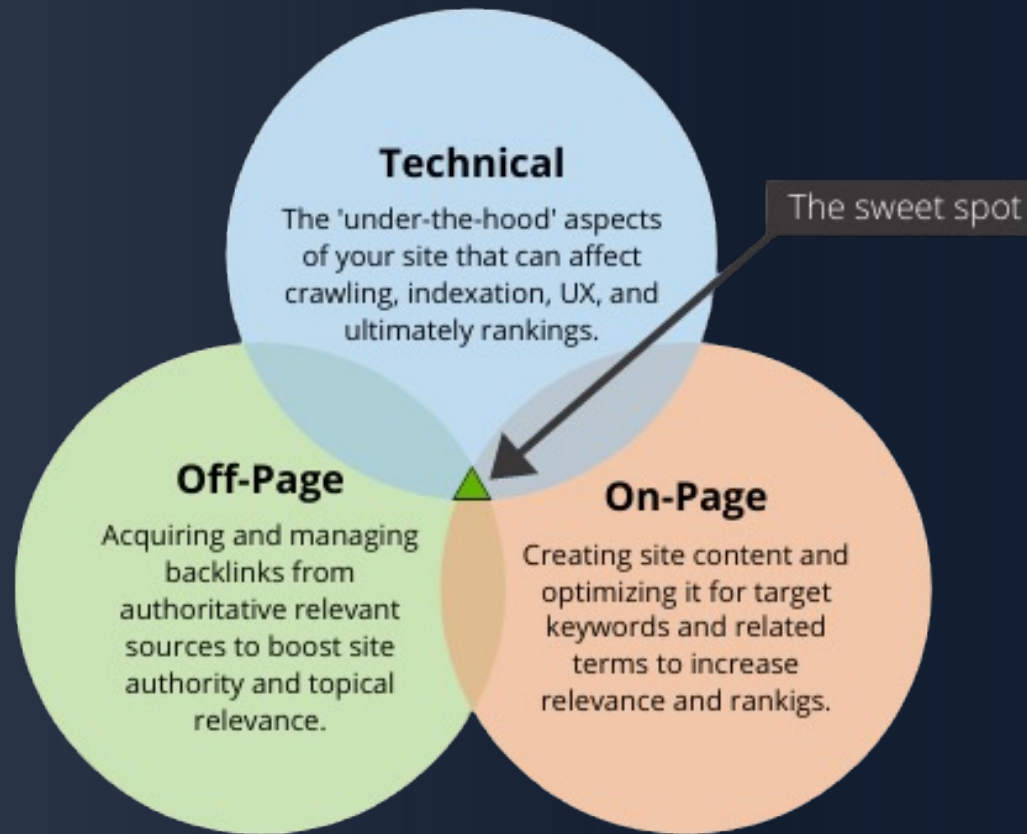 Technical
The 'under-the-hood' aspects
of your site that can affect
crawling, indexation, UX, and
ultimately rankings.
The sweet spot
Off-Page
Acquiring and managing
backlinks from
authoritative relevant
sources to boost site
authority and topical
relevance.
On-Page
Creating site content and
optimizing it for target
keywords and related
terms to increase
relevance and rankigs.